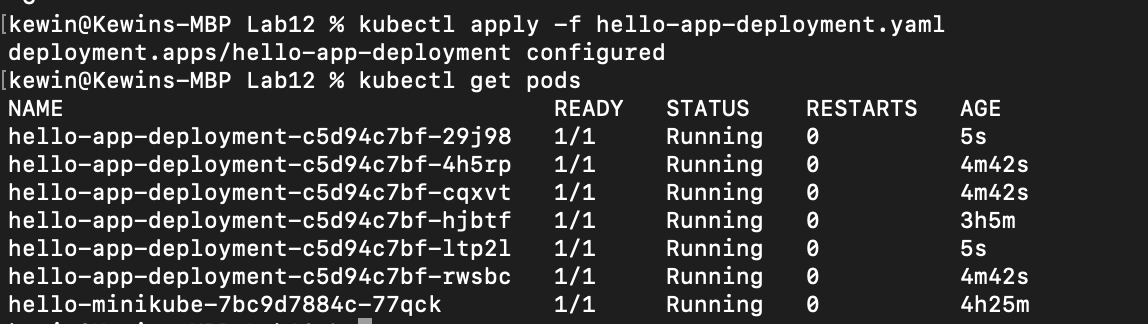 [kewin@Kewins-MBP Lab12 % kubectl apply -f hello-app-deployment.yaml
deployment.apps/hello-app-deployment configured
[kewin@Kewins-MBP Lab12 % kubectl get pods
NAME READY STATUS RESTARTS AGE
hello-app-deployment-c5d94c7bf-29j98 1/1 Running 0 5s
hello-app-deployment-c5d94c7bf-4h5rp 1/1 Running 0 4m42s
hello-app-deployment-c5d94c7bf-cqxvt 1/1 Running 0 4m42s
hello-app-deployment-c5d94c7bf-hjbtf 1/1 Running 0 3h5m
hello-app-deployment-c5d94c7bf-ltp2l 1/1 Running 0 5s
hello-app-deployment-c5d94c7bf-rwsbc 1/1 Running 0 4m42s
hello-minikube-7bc9d7884c-77qck 1/1 Running 0 4h25m